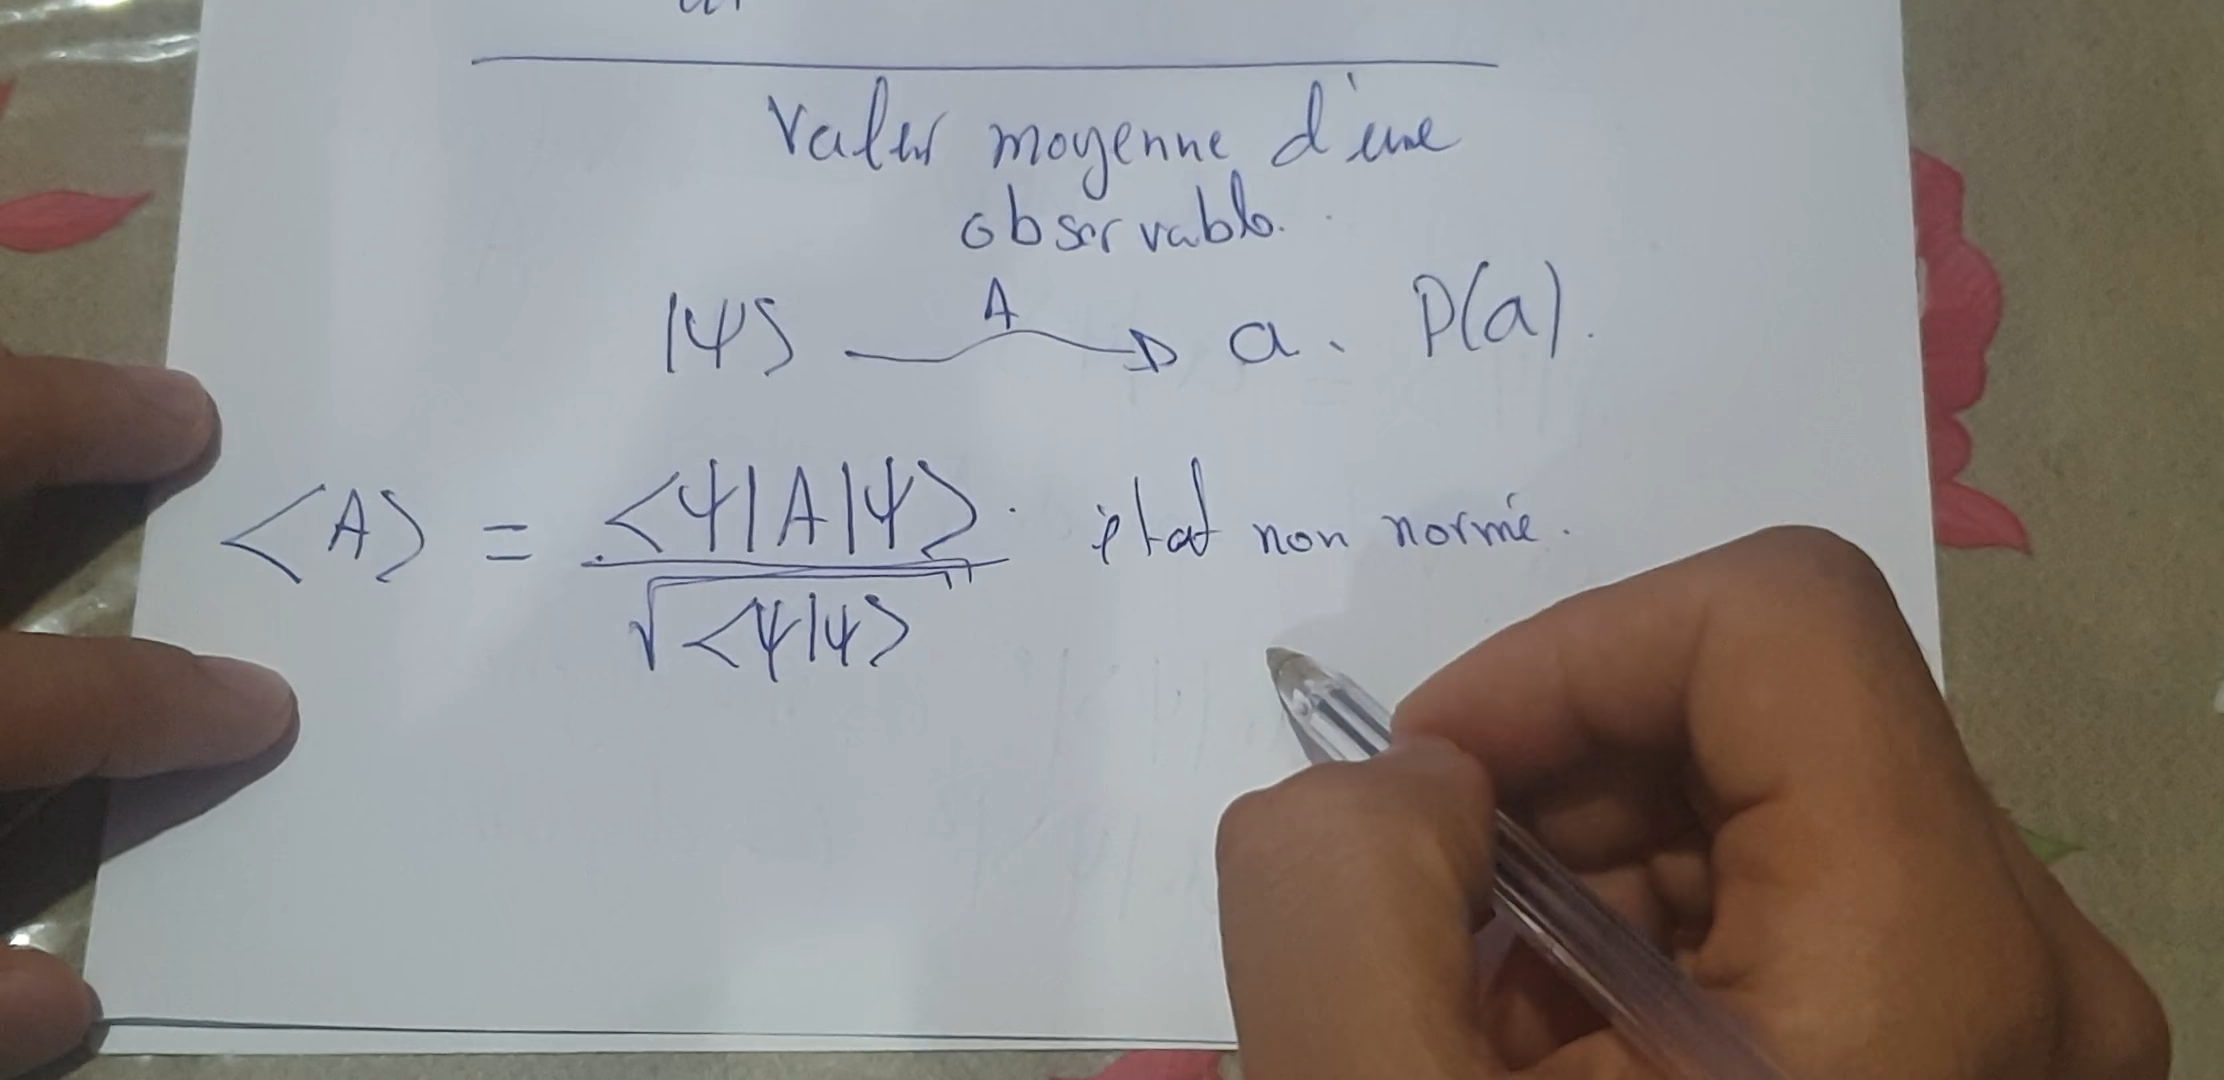 Valeur moyenne d'une
observable.
|Ψ> A a. P(a).
<A> = <Ψ|A|Ψ> / √<Ψ|Ψ> état non normé.